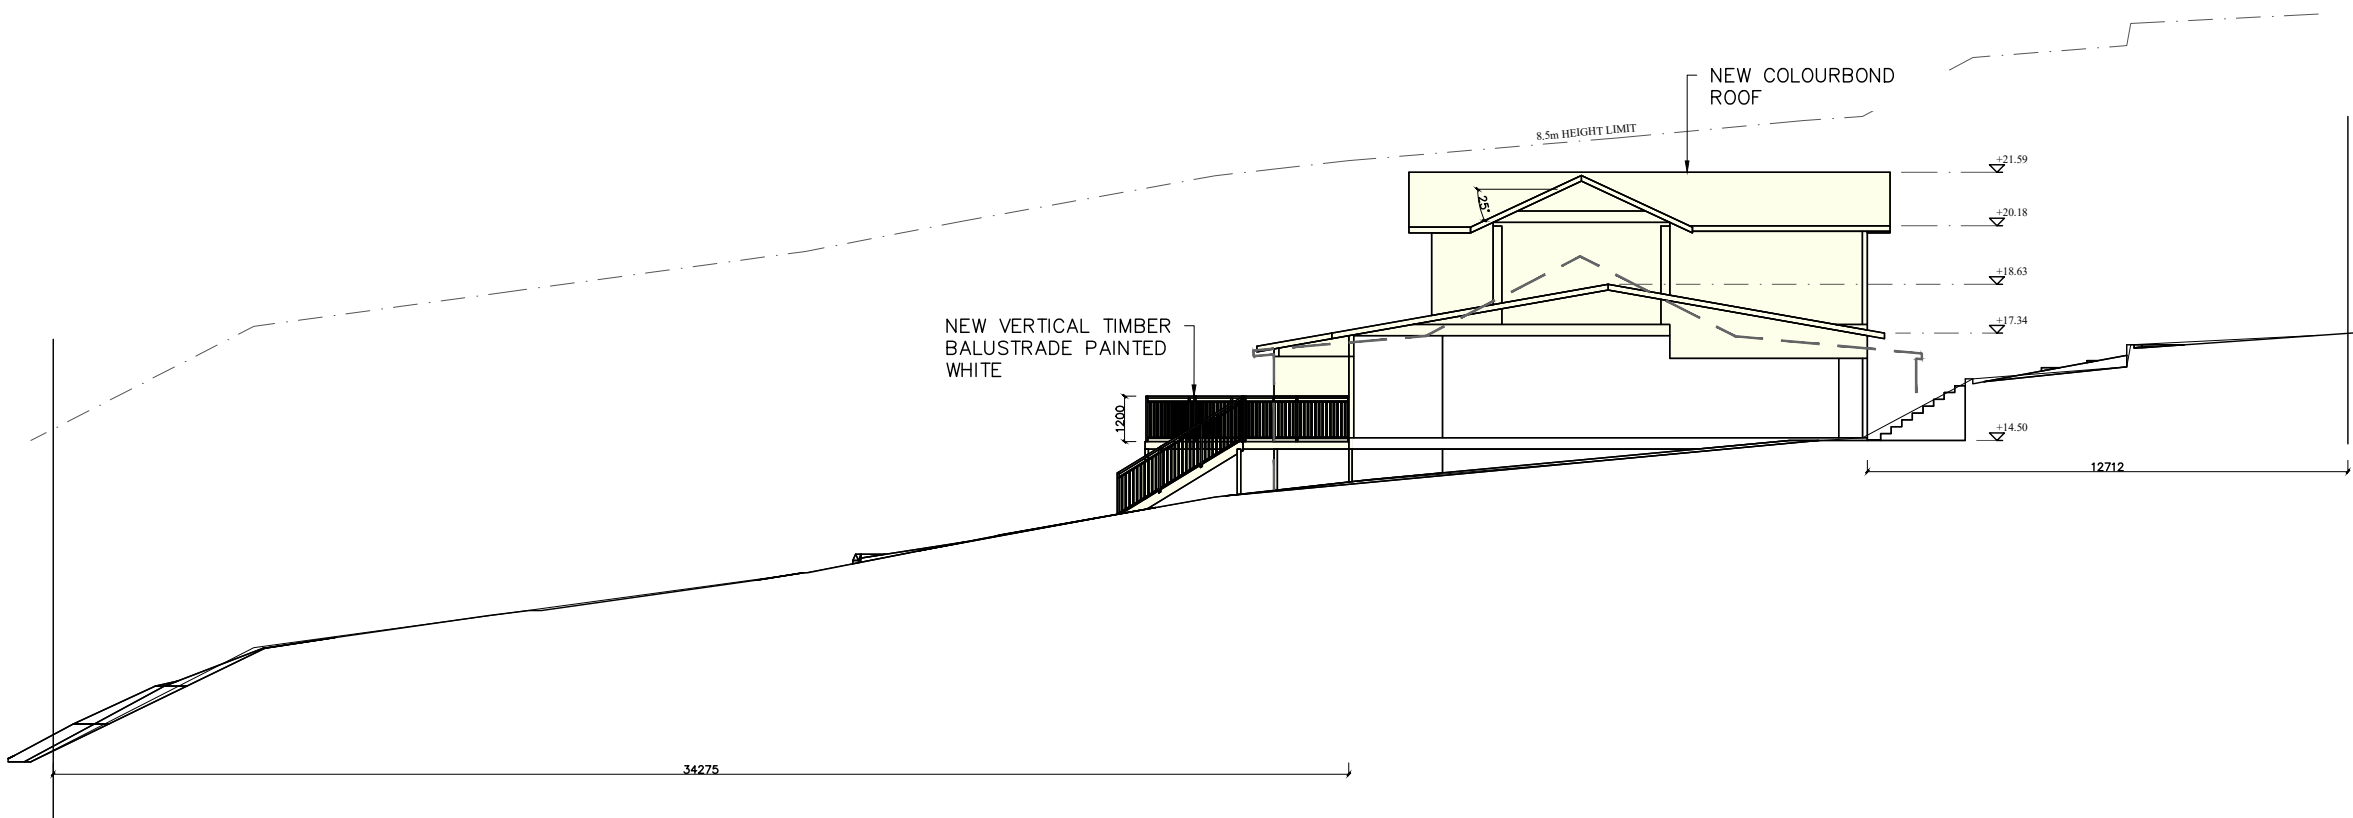 NEW COLOURBOND
ROOF
8.5m HEIGHT LIMIT
+21.59
25°
+20.18
+18.63
NEW VERTICAL TIMBER
BALUSTRADE PAINTED
WHITE
+17.34
1200
+14.50
12712
34275